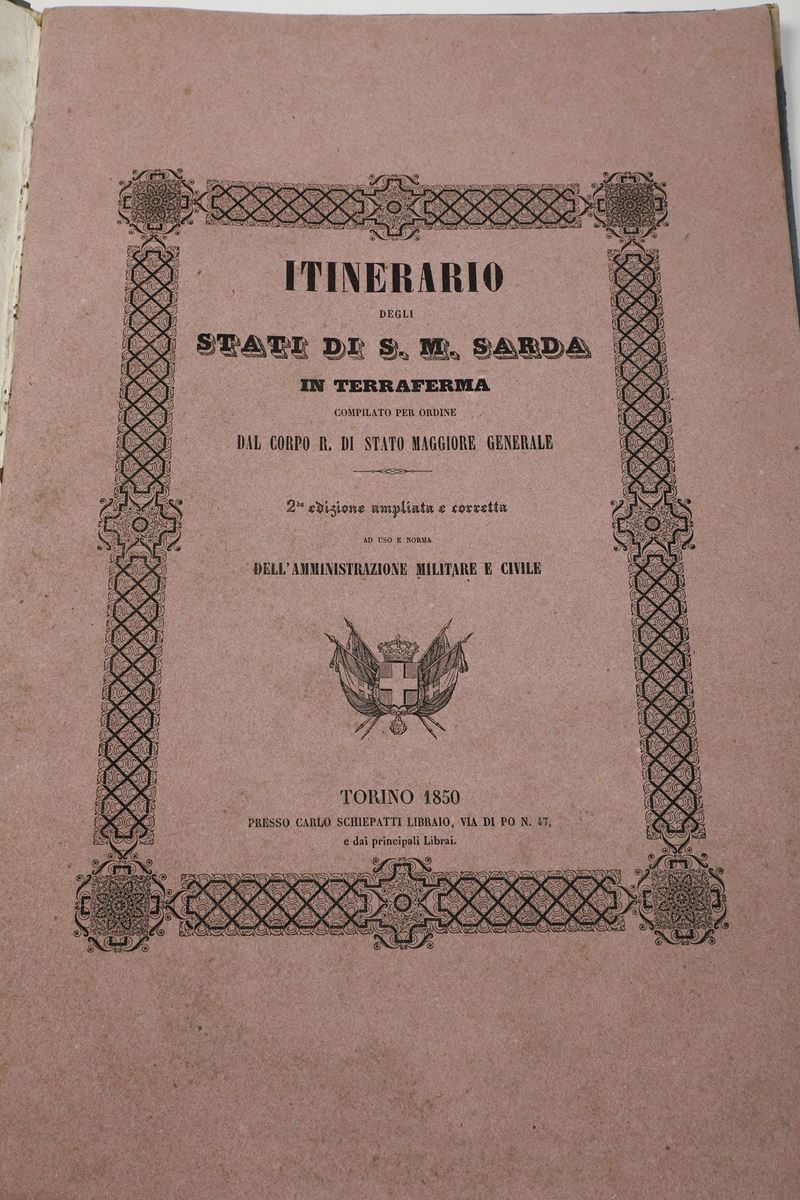 ITINERARIO
DEGLI
STATI DI S. M. SARDA
IN TERRAFERMA
COMPILATO PER ORDINE
DAL CORPO R. DI STATO MAGGIORE GENERALE
2da edizione ampliata e corretta
AD USO E NORMA
DELL'AMMINISTRAZIONE MILITARE E CIVILE
TORINO 1850
PRESSO CARLO SCHIEPATTI LIBRAIO, VIA DI PO N. 47,
e dai principali Librai.